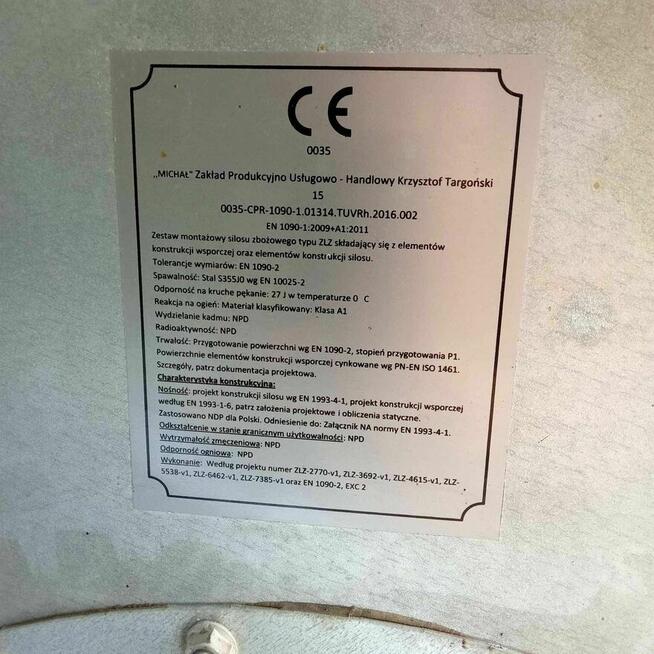 CE
0035
„MICHAŁ" Zakład Produkcyjno Usługowo - Handlowy Krzysztof Targoński
15
0035-CPR-1090-1.01314.TUVRh.2016.002
EN 1090-1:2009+A1:2011
Zestaw montażowy silosu zbożowego typu ZLZ składający się z elementów
konstrukcji wsporczej oraz elementów konstrukcji silosu.
Tolerancje wymiarów: EN 1090-2
Spawalność: Stal S355J0 wg EN 10025-2
Odporność na kruche pękanie: 27 J w temperaturze 0 C
Reakcja na ogień: Materiał klasyfikowany: Klasa A1
Wydzielanie kadmu: NPD
Radioaktywność: NPD
Trwałość: Przygotowanie powierzchni wg EN 1090-2, stopień przygotowania P1.
Powierzchnie elementów konstrukcji wsporczej cynkowane wg PN-EN ISO 1461.
Szczegóły, patrz dokumentacja projektowa.
Charakterystyka konstrukcyjna:
Nośność: projekt konstrukcji silosu wg EN 1993-4-1, projekt konstrukcji wsporczej
według EN 1993-1-6, patrz założenia projektowe i obliczenia statyczne.
Zastosowano NDP dla Polski. Odniesienie do: Załącznik NA normy EN 1993-4-1.
Odkształcenie w stanie granicznym użytkowalności: NPD
Wytrzymałość zmęczeniowa: NPD
Odporność ogniowa: NPD
Wykonanie: Według projektu numer ZLZ-2770-v1, ZLZ-3692-v1, ZLZ-4615-v1, ZLZ-
5538-v1, ZLZ-6462-v1, ZLZ-7385-v1 oraz EN 1090-2, EXC 2